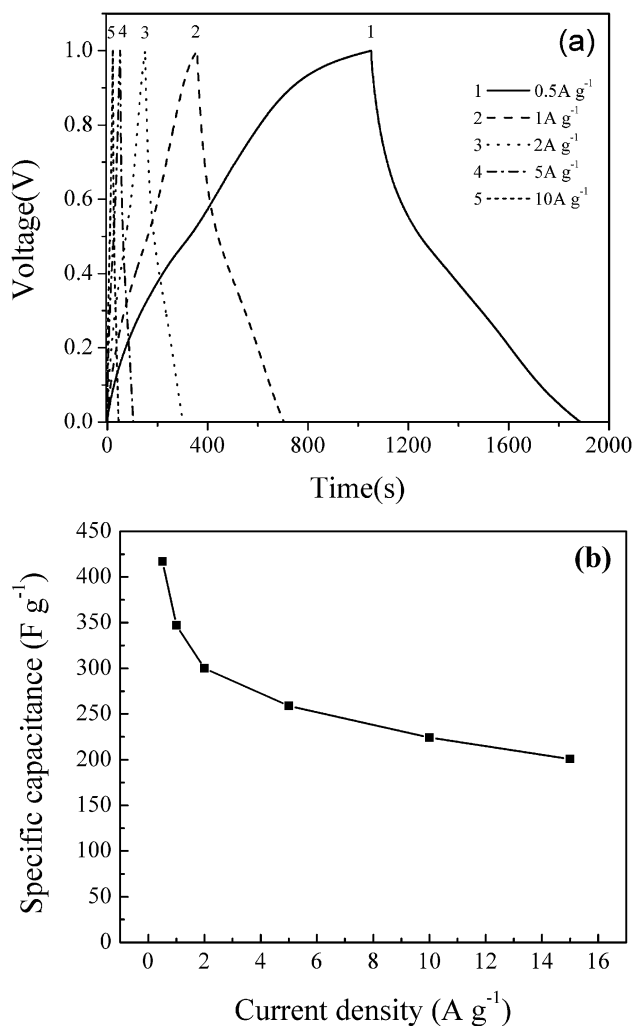 5 4 3 2 1
(a)
1.0
0.8
0.6
0.4
0.2
0.0
Voltage(V)
1 0.5A g⁻¹
2 1A g⁻¹
3 2A g⁻¹
4 5A g⁻¹
5 10A g⁻¹
0 400 800 1200 1600 2000
Time(s)
(b)
450
400
350
300
250
200
150
100
50
0
Specific capacitance (F g⁻¹)
0 2 4 6 8 10 12 14 16
Current density (A g⁻¹)